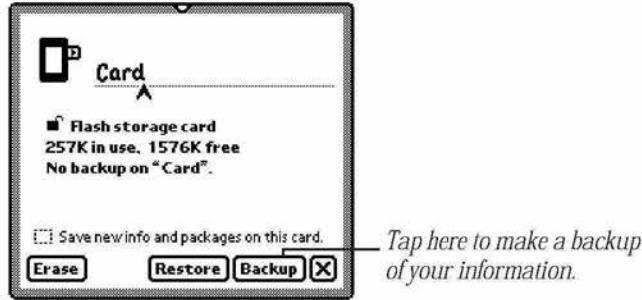 Card
Flash storage card
257K in use, 1576K free
No backup on “Card”.
Save new info and packages on this card.
Erase Restore Backup X
Tap here to make a backup
of your information.